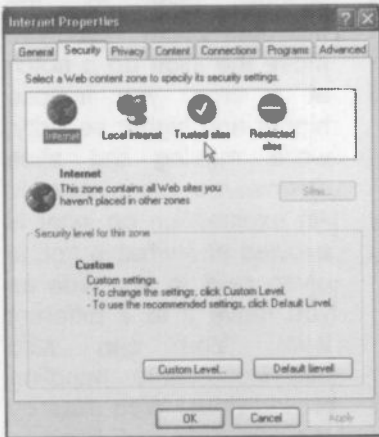 Internet Properties
General Security Privacy Content Connections Programs Advanced
Select a Web content zone to specify its security settings.
Internet Local intranet Trusted sites Restricted sites
Internet
This zone contains all Web sites you
haven't placed in other zones
Sites...
Security level for this zone
Custom
Custom settings.
- To change the settings, click Custom Level.
- To use the recommended settings, click Default Level.
Custom Level... Default Level
OK Cancel Apply